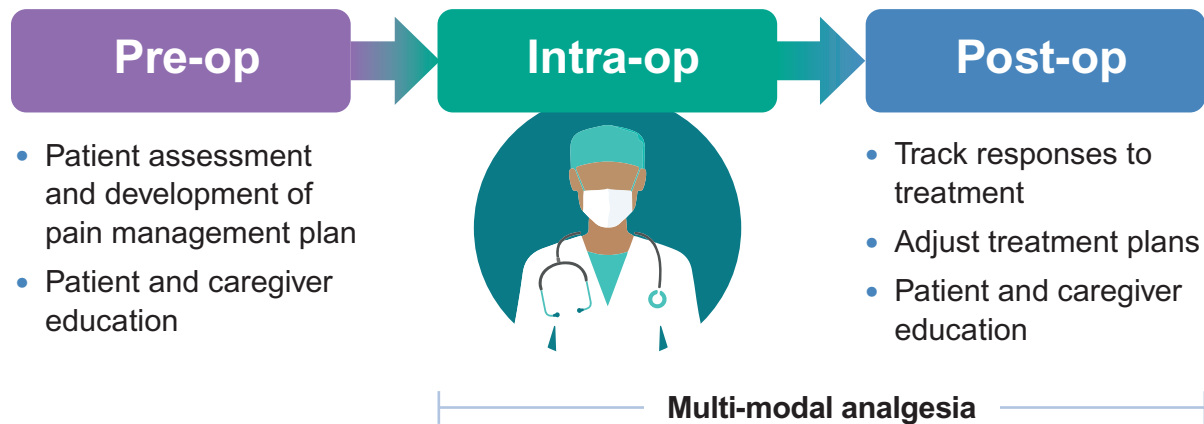 Pre-op
Intra-op
Post-op
• Patient assessment
and development of
pain management plan
• Patient and caregiver
education
• Track responses to
treatment
• Adjust treatment plans
• Patient and caregiver
education
Multi-modal analgesia